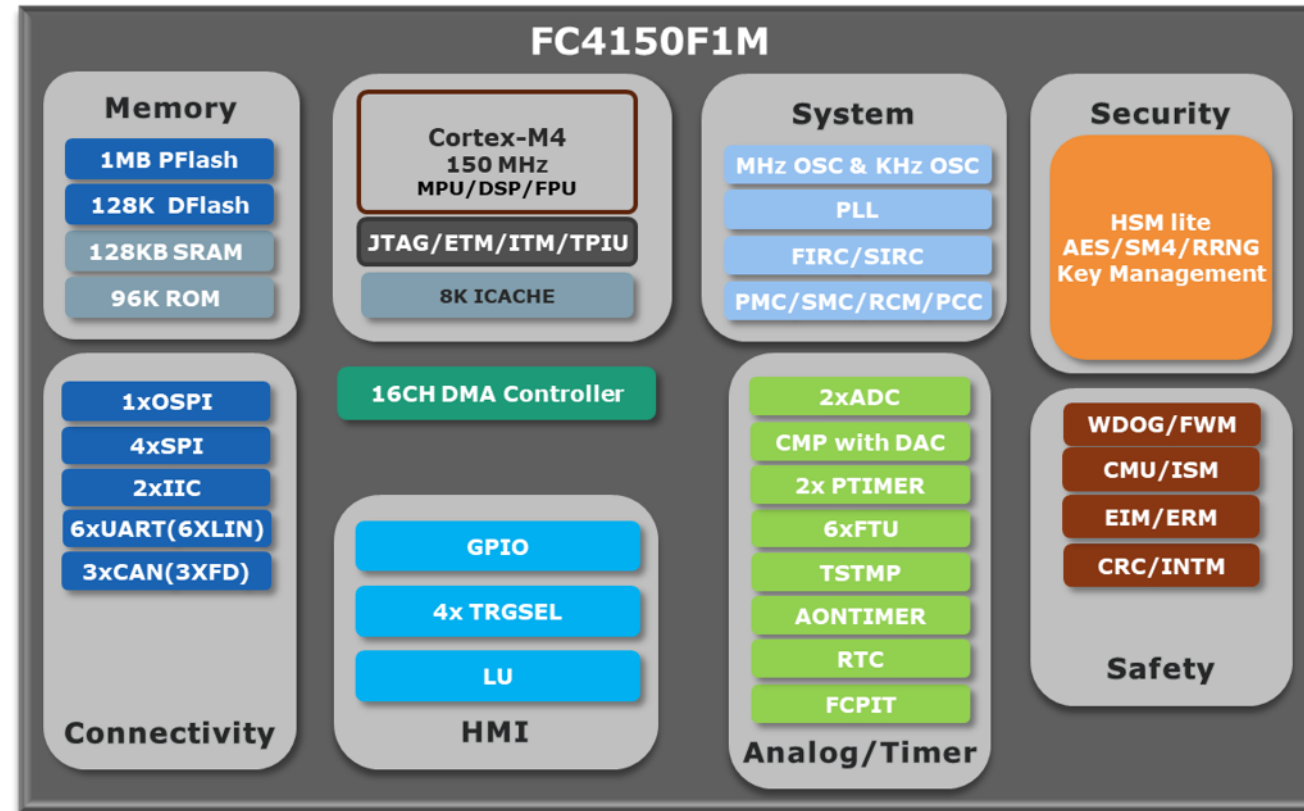 FC4150F1M
Memory
1MB PFlash
128K DFlash
128KB SRAM
96K ROM
Cortex-M4
150 MHz
MPU/DSP/FPU
JTAG/ETM/ITM/TPIU
8K ICACHE
System
MHz OSC & KHz OSC
PLL
FIRC/SIRC
PMC/SMC/RCM/PCC
Security
HSM lite
AES/SM4/RRNG
Key Management
1xOSPI
4xSPI
2xIIC
6xUART(6XLIN)
3xCAN(3XFD)
Connectivity
16CH DMA Controller
GPIO
4x TRGSEL
LU
HMI
2xADC
CMP with DAC
2x PTIMER
6xFTU
TSTMP
AONTIMER
RTC
FCPIT
Analog/Timer
WDOG/FWM
CMU/ISM
EIM/ERM
CRC/INTM
Safety